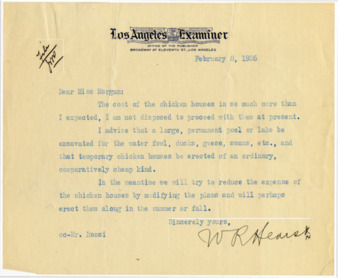 Los Angeles Examiner
OFFICE OF THE PUBLISHER
BROADWAY AT ELEVENTH ST., LOS ANGELES
February 8, 1926
Dear Miss Morgan:
The cost of the chicken houses is so much more than
I expected, I am not disposed to proceed with them at present.
I advise that a large, permanent pool or lake be
excavated for the water fowl, ducks, geese, swans, etc., and
that temporary chicken houses be erected of an ordinary,
comparatively cheap kind.
In the meantime we will try to reduce the expense of
the chicken houses by modifying the plans and will perhaps
erect them along in the summer or fall.
Sincerely yours,
W R Hearst
cc-Mr. Rossi